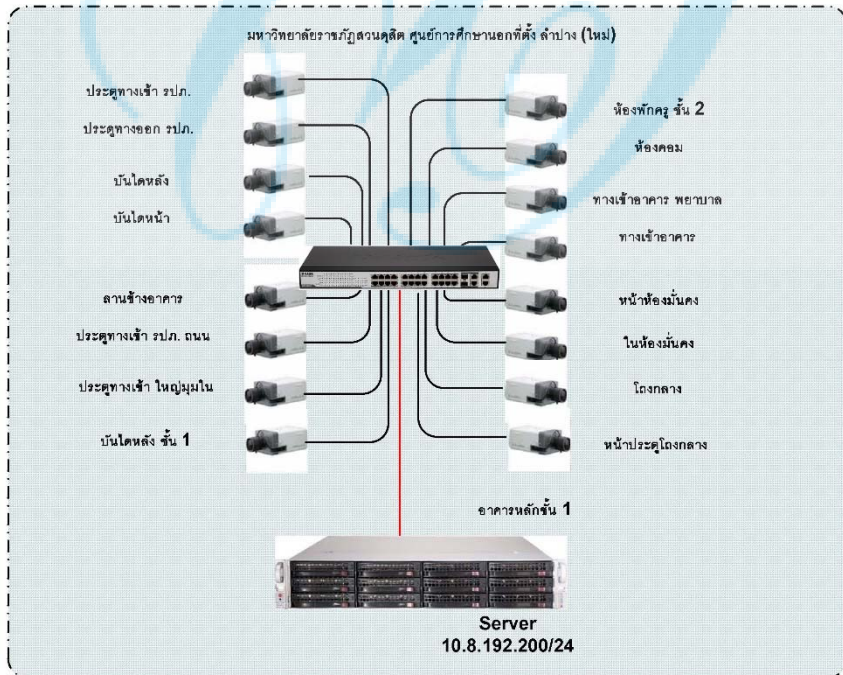 มหาวิทยาลัยราชภัฏสวนดุสิต ศูนย์การศึกษานอกที่ตั้ง ลำปาง (ใหม่)
ประตูทางเข้า รปภ.
ประตูทางออก รปภ.
บันไดหลัง
บันไดหน้า
ลานข้างอาคาร
ประตูทางเข้า รปภ. ถนน
ประตูทางเข้า ใหญ่มุมใน
บันไดหลัง ชั้น 1
ห้องพักครู ชั้น 2
ห้องคอม
ทางเข้าอาคาร พยาบาล
ทางเข้าอาคาร
หน้าห้องมั่นคง
ในห้องมั่นคง
โถงกลาง
หน้าประตูโถงกลาง
อาคารหลักชั้น 1
Server
10.8.192.200/24